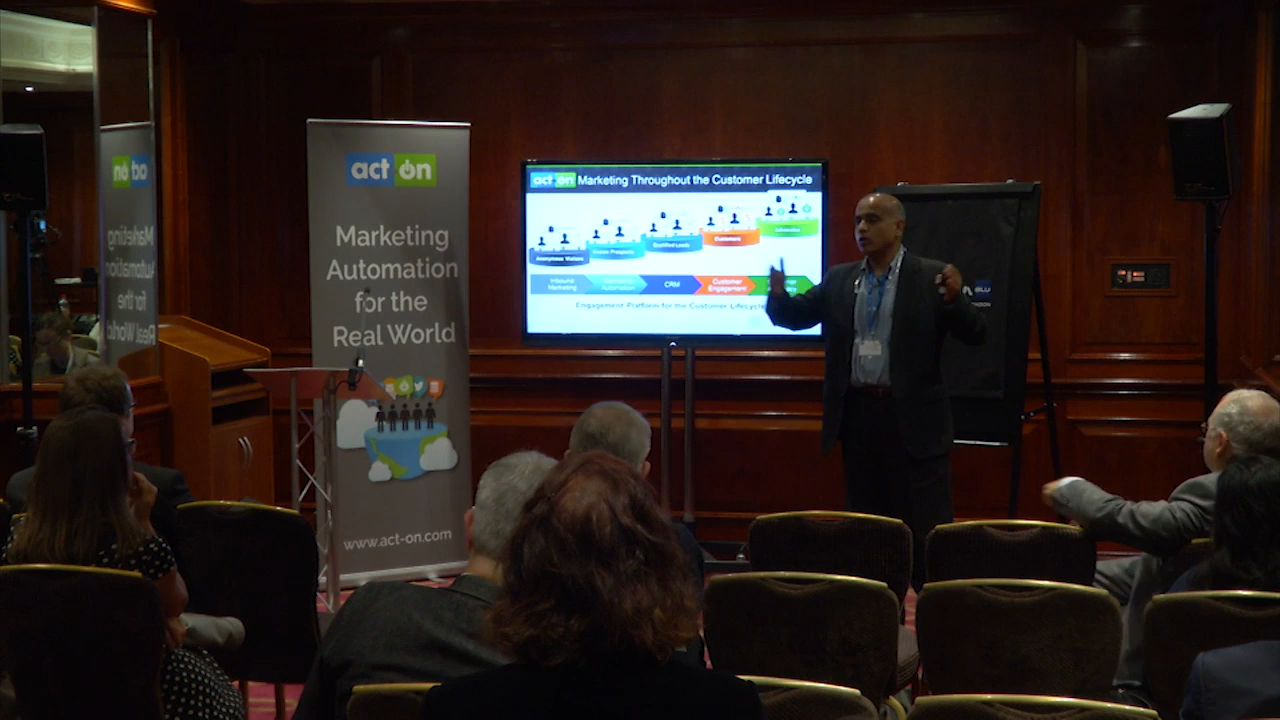 act on
Marketing
Automation
for the
Real World
www.act-on.com
act on Marketing Throughout the Customer Lifecycle
Anonymous Visitors
Known Prospects
Qualified Leads
Customers
Inbound
Marketing
Marketing
Automation
CRM
Customer
Engagement
Engagement Platform for the Customer Lifecycle
BLU
act on
Marketing
Automation
for the
Real World